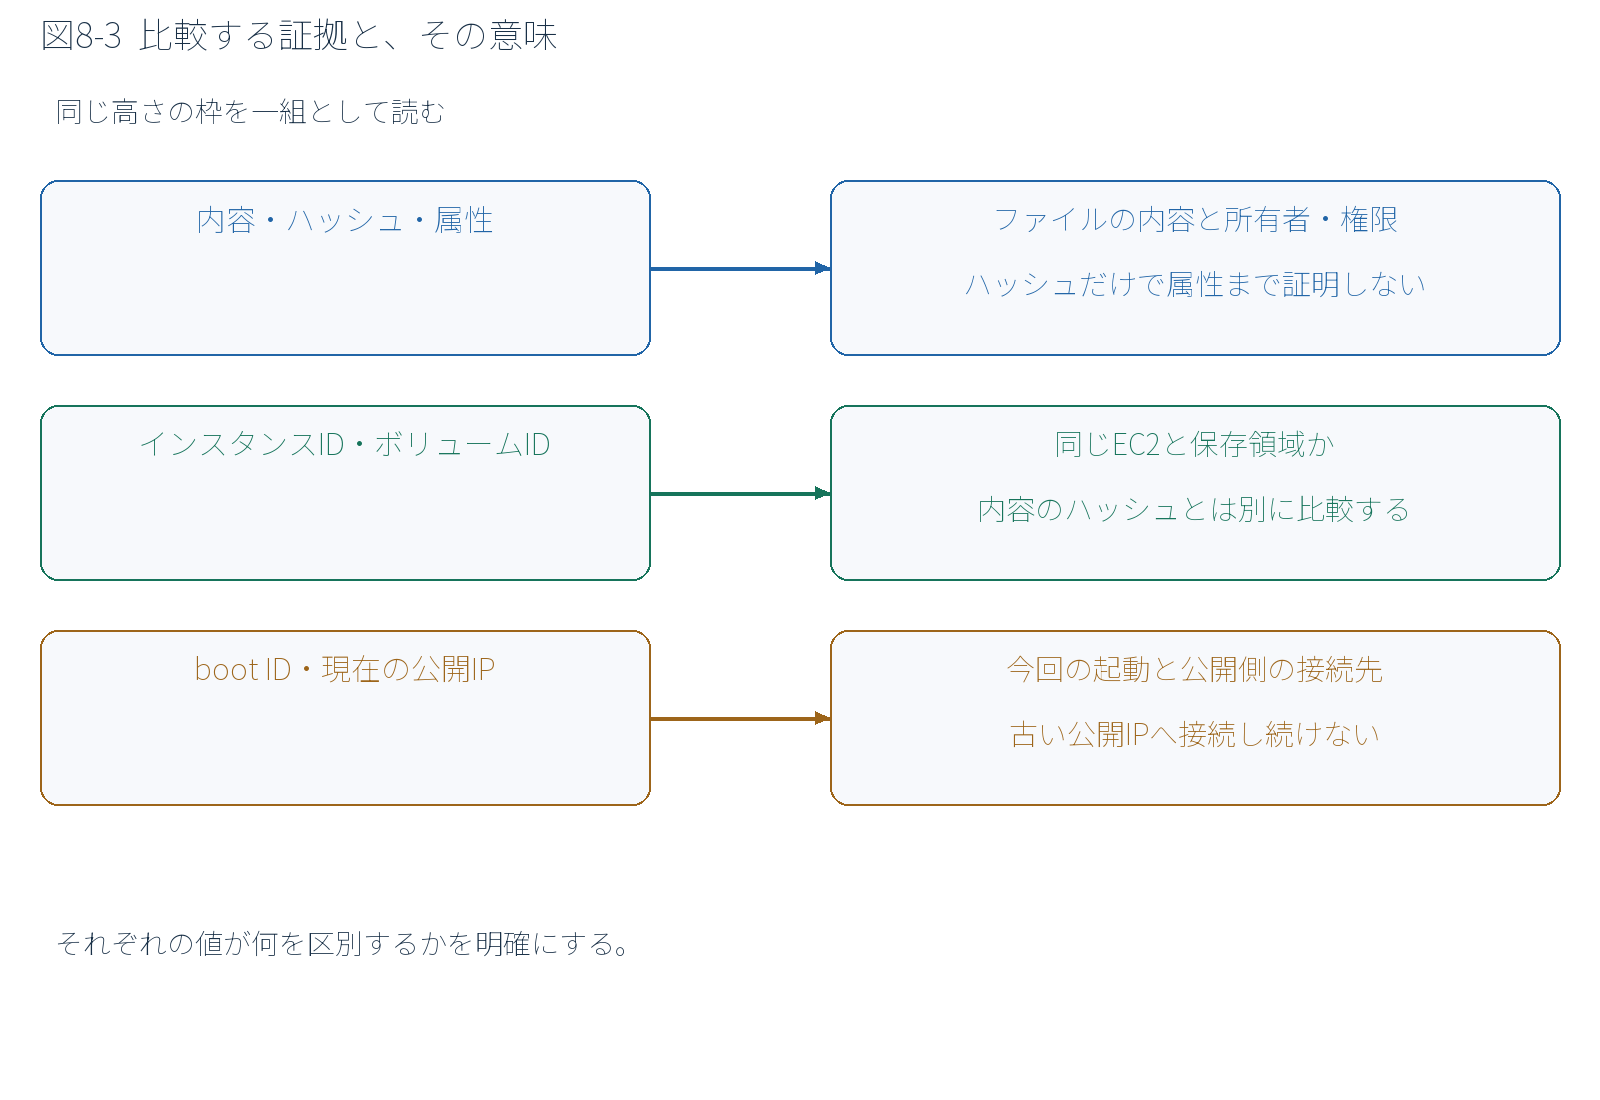 図8-3 比較する証拠と、その意味
同じ高さの枠を一組として読む
内容・ハッシュ・属性
ファイルの内容と所有者・権限
ハッシュだけで属性まで証明しない
インスタンスID・ボリュームID
同じEC2と保存領域か
内容のハッシュとは別に比較する
boot ID・現在の公開IP
今回の起動と公開側の接続先
古い公開IPへ接続し続けない
それぞれの値が何を区別するかを明確にする。